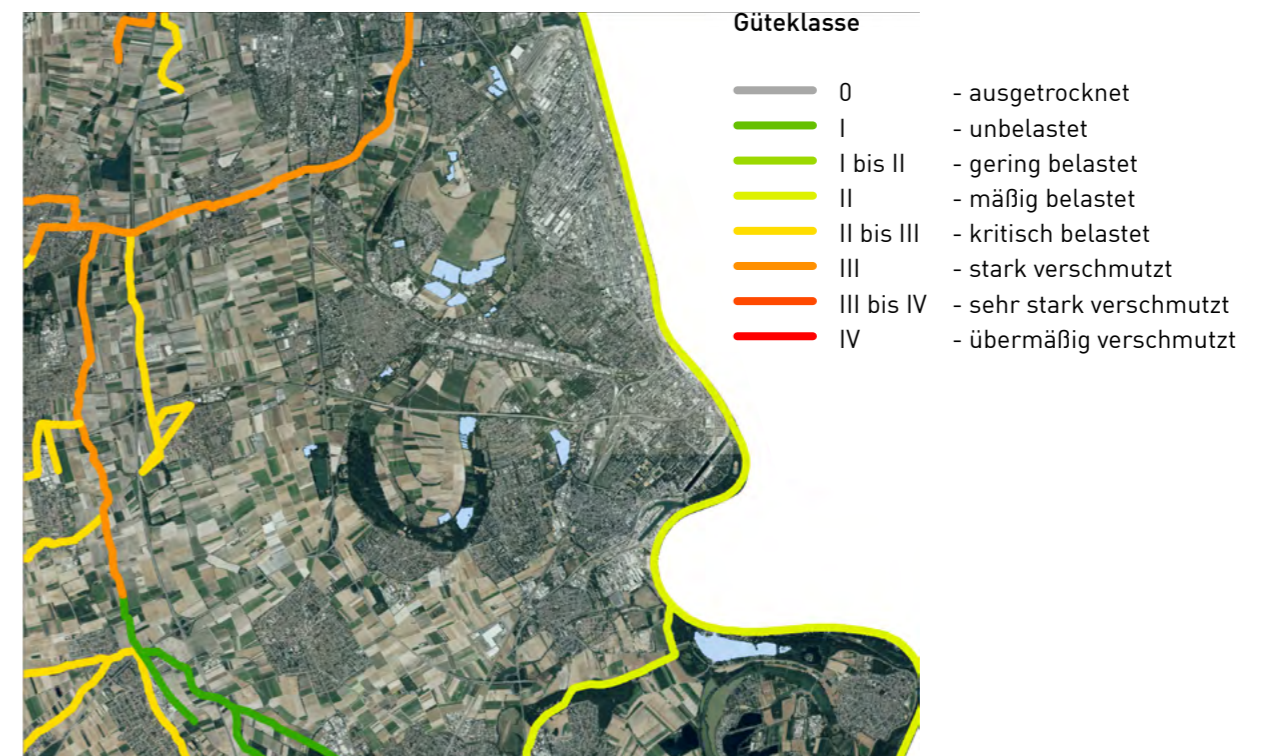 Güteklasse
0 - ausgetrocknet
I - unbelastet
I bis II - gering belastet
II - mäßig belastet
II bis III - kritisch belastet
III - stark verschmutzt
III bis IV - sehr stark verschmutzt
IV - übermäßig verschmutzt